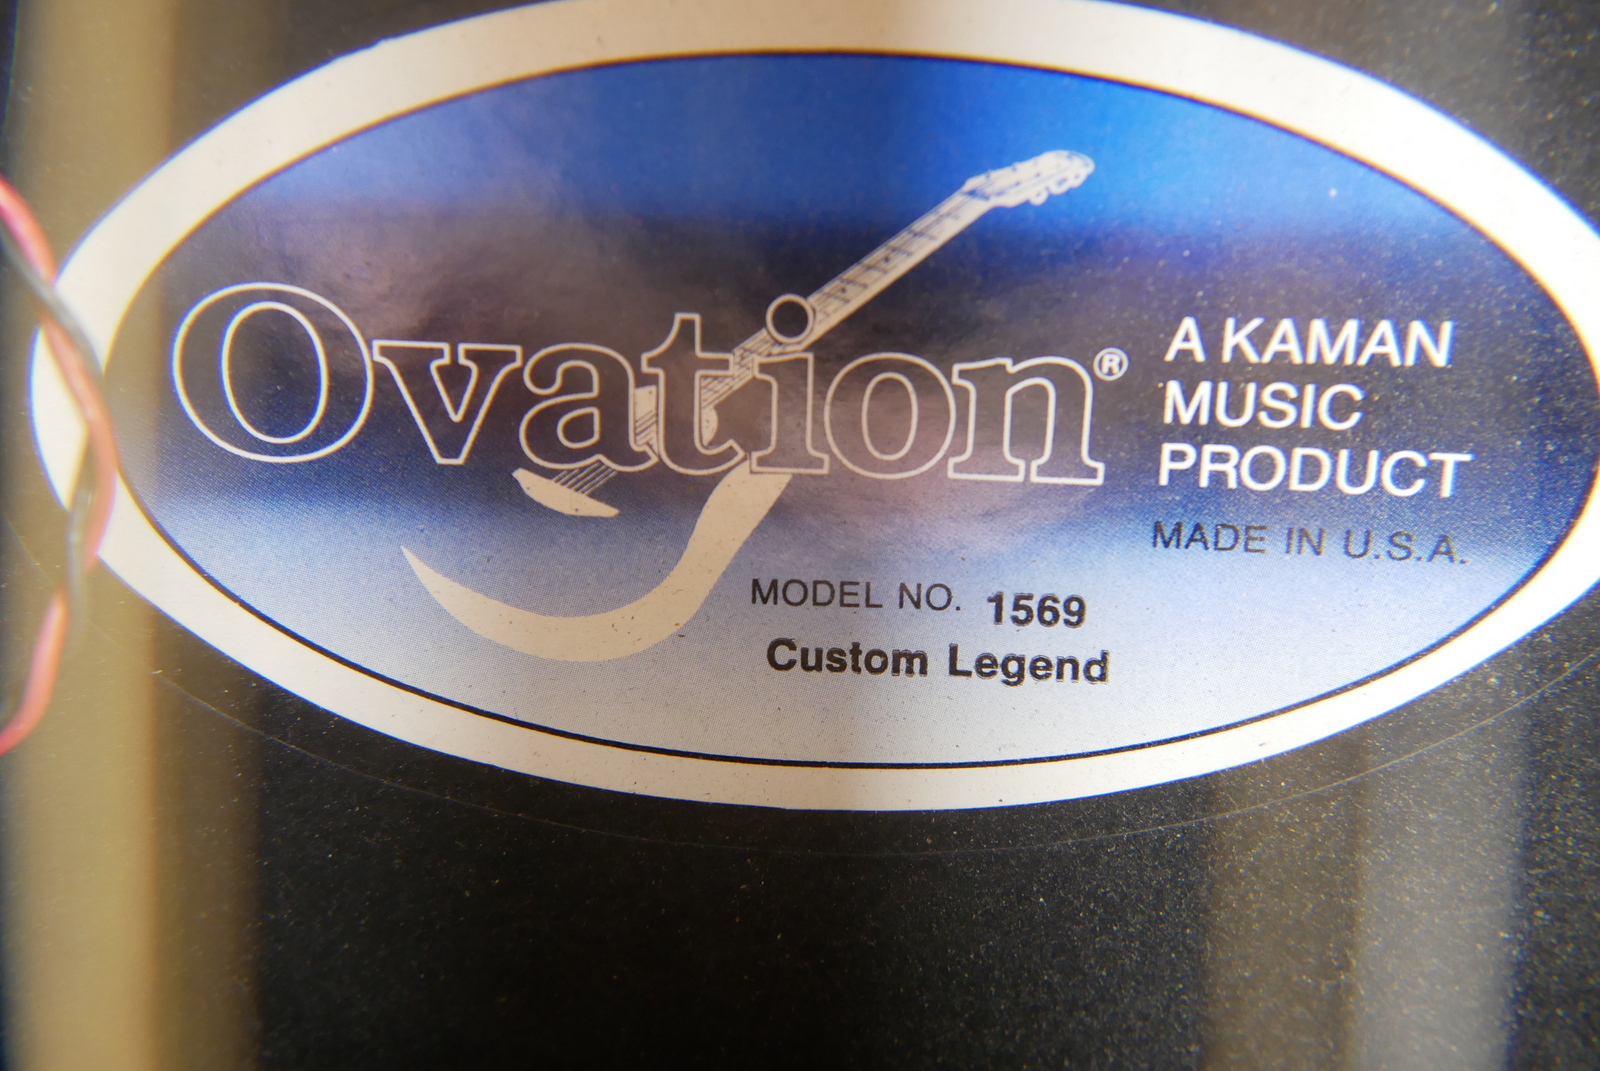 Ovation®
A KAMAN
MUSIC
PRODUCT
MADE IN U.S.A.
MODEL NO. 1569
Custom Legend